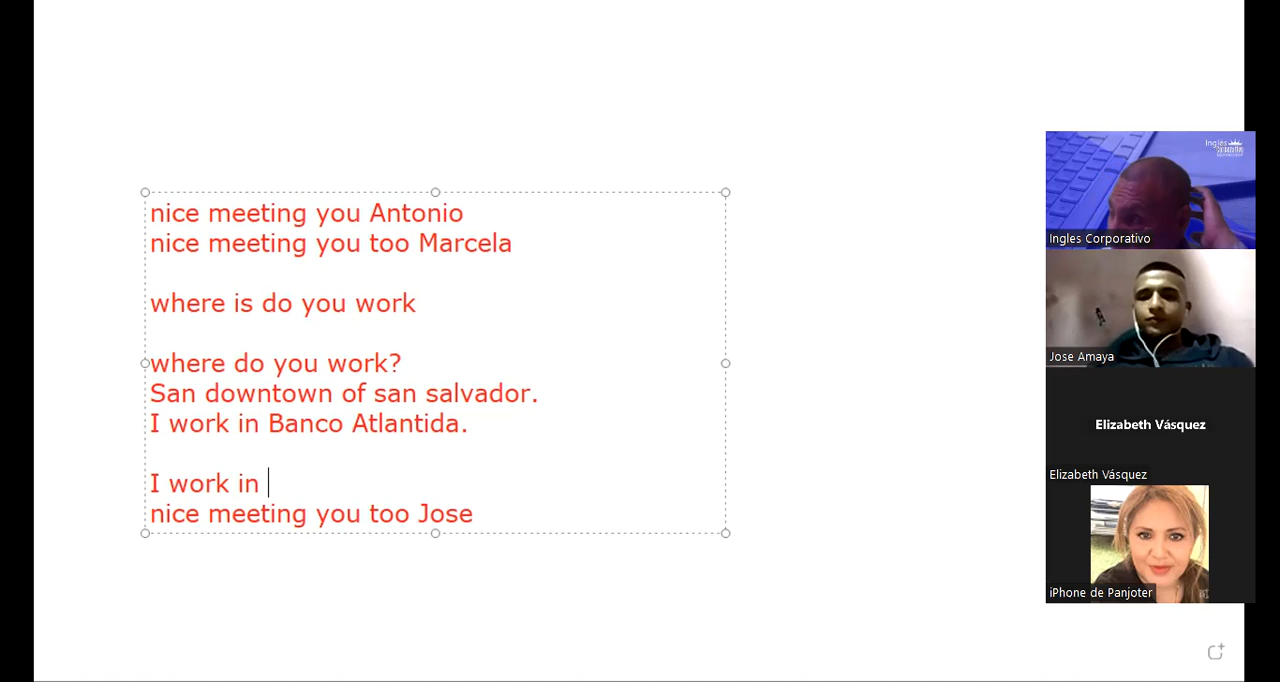 nice meeting you Antonio
nice meeting you too Marcela
where is do you work
where do you work?
San downtown of san salvador.
I work in Banco Atlantida.
I work in
nice meeting you too Jose
Ingles
Ingles Corporativo
Jose Amaya
Elizabeth Vásquez
Elizabeth Vásquez
iPhone de Panjoter